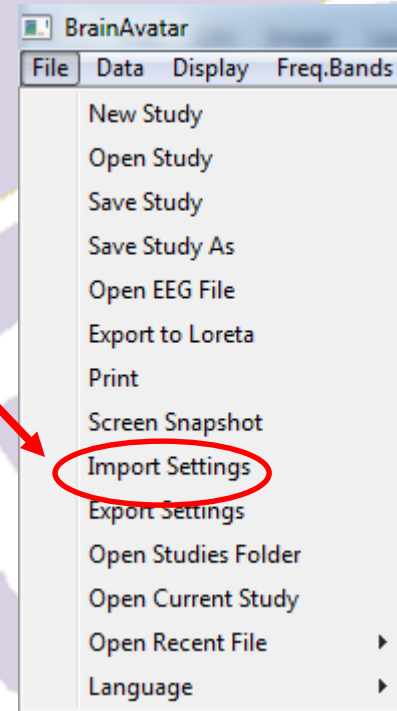 BrainAvatar
File Data Display Freq.Bands
New Study
Open Study
Save Study
Save Study As
Open EEG File
Export to Loreta
Print
Screen Snapshot
Import Settings
Export Settings
Open Studies Folder
Open Current Study
Open Recent File
Language